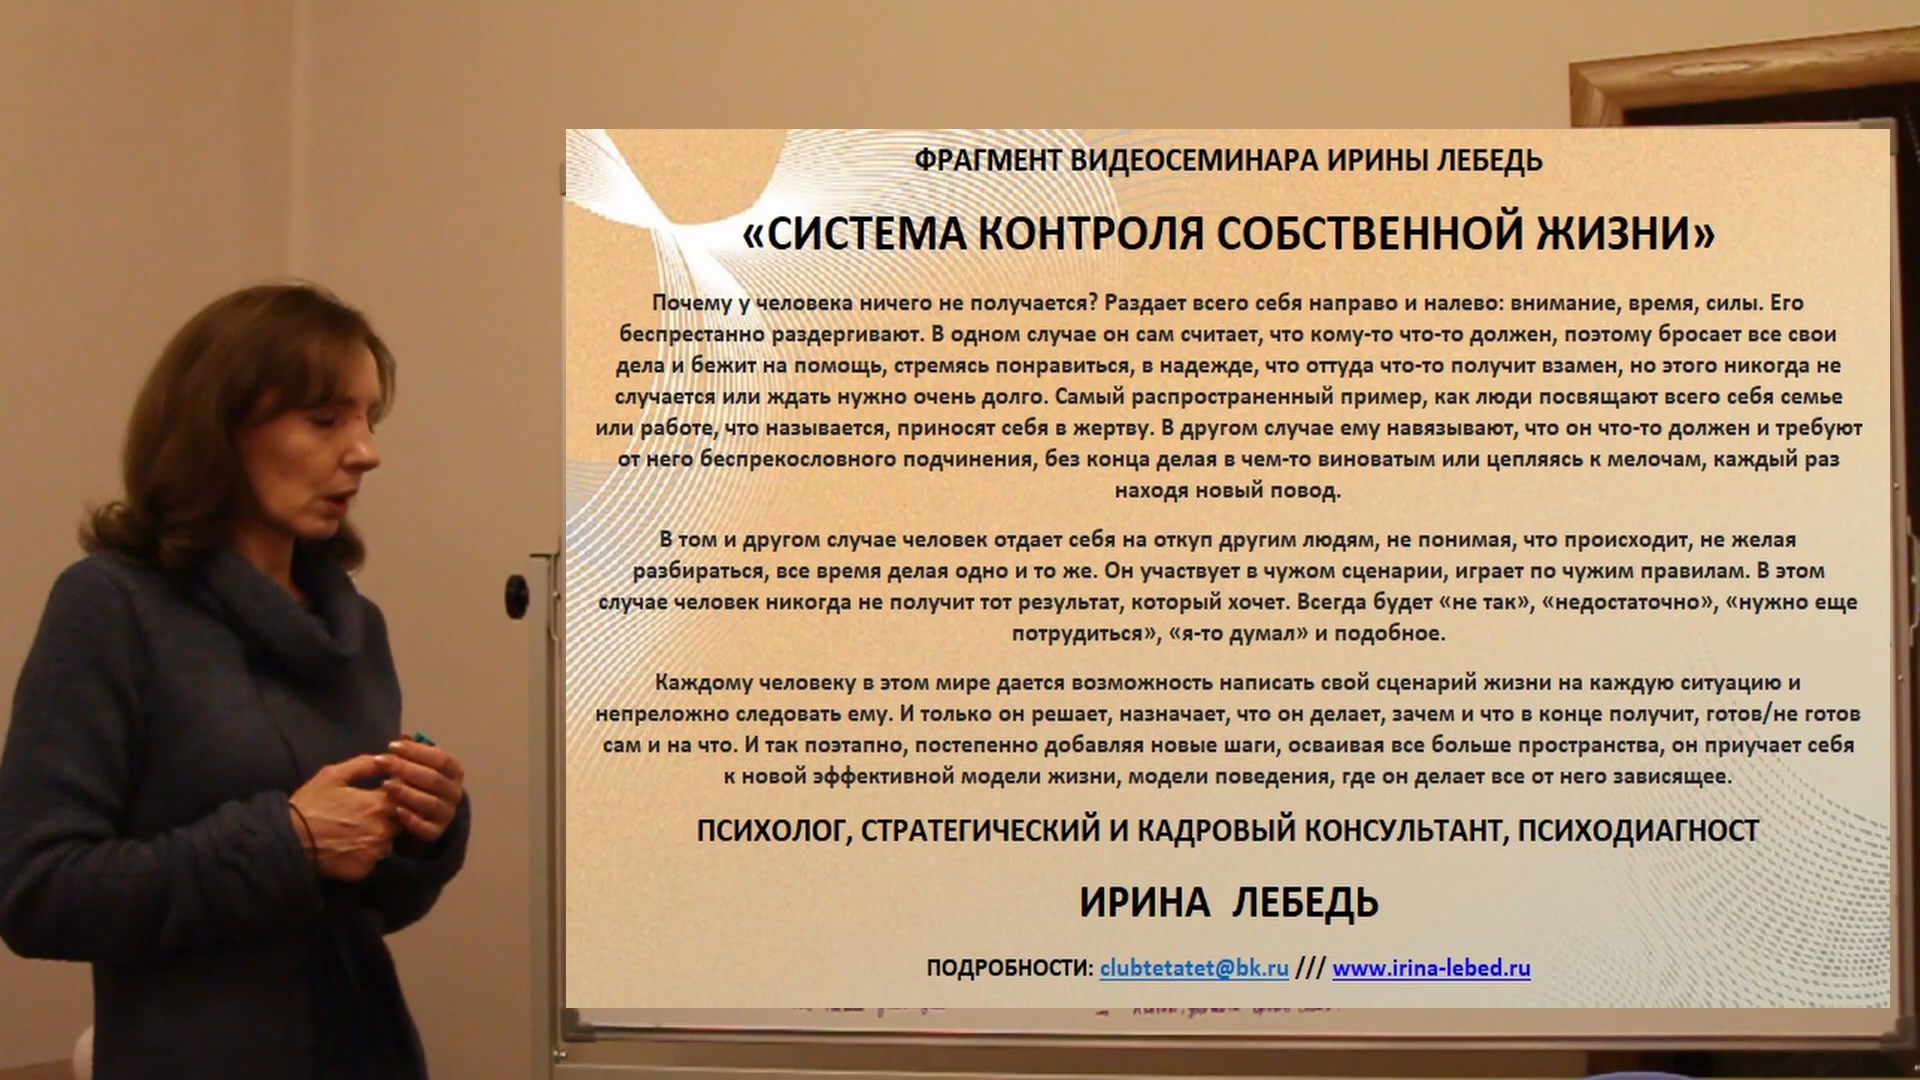 ФРАГМЕНТ ВИДЕОСЕМИНАРА ИРИНЫ ЛЕБЕДЬ
«СИСТЕМА КОНТРОЛЯ СОБСТВЕННОЙ ЖИЗНИ»
Почему у человека ничего не получается? Раздает всего себя направо и налево: внимание, время, силы. Его
беспрестанно раздергивают. В одном случае он сам считает, что кому-то что-то должен, поэтому бросает все свои
дела и бежит на помощь, стремясь понравиться, в надежде, что оттуда что-то получит взамен, но этого никогда не
случается или ждать нужно очень долго. Самый распространенный пример, как люди посвящают всего себя семье
или работе, что называется, приносят себя в жертву. В другом случае ему навязывают, что он что-то должен и требуют
от него беспрекословного подчинения, без конца делая в чем-то виноватым или цепляясь к мелочам, каждый раз
находя новый повод.
В том и другом случае человек отдает себя на откуп другим людям, не понимая, что происходит, не желая
разбираться, все время делая одно и то же. Он участвует в чужом сценарии, играет по чужим правилам. В этом
случае человек никогда не получит тот результат, который хочет. Всегда будет «не так», «недостаточно», «нужно еще
потрудиться», «я-то думал» и подобное.
Каждому человеку в этом мире дается возможность написать свой сценарий жизни на каждую ситуацию и
непреложно следовать ему. И только он решает, назначает, что он делает, зачем и что в конце получит, готов/не готов
сам и на что. И так поэтапно, постепенно добавляя новые шаги, осваивая все больше пространства, он приучает себя
к новой эффективной модели жизни, модели поведения, где он делает все от него зависящее.
ПСИХОЛОГ, СТРАТЕГИЧЕСКИЙ И КАДРОВЫЙ КОНСУЛЬТАНТ, ПСИХОДИАГНОСТ
ИРИНА ЛЕБЕДЬ
ПОДРОБНОСТИ: clubtetatet@bk.ru /// www.irina-lebed.ru